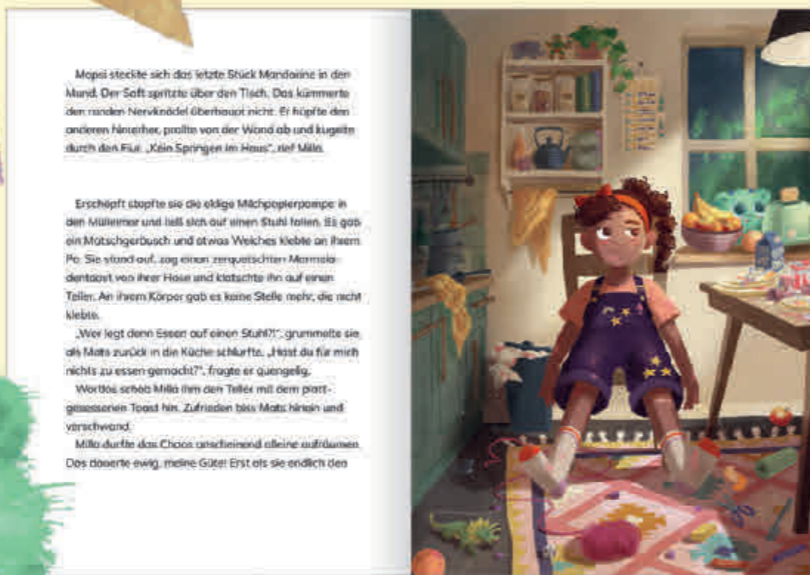 Mopsi steckte sich das letzte Stück Mandarine in den
Mund. Der Saft spritzte über den Tisch. Das kümmerte
den runden Nervknödel überhaupt nicht. Er hüpfte den
anderen hinterher, prallte von der Wand ab und kugelte
durch den Flur. „Kein Springen im Haus“, rief Milla.
Erschöpft stopfte sie die eklige Milchpapierpampe in
den Mülleimer und ließ sich auf einen Stuhl fallen. Es gab
ein Matschgeräusch und etwas Weiches klebte an ihrem
Po. Sie stand auf, zog einen zerquetschten Marmela-
dentoast von ihrer Hose und klatschte ihn auf einen
Teller. An ihrem Körper gab es keine Stelle mehr, die nicht
klebte.
„Wer legt denn Essen auf einen Stuhl?!“, grummelte sie,
als Mats zurück in die Küche schlurfte. „Hast du für mich
nichts zu essen gemacht?“, fragte er quengelig.
Wortlos schob Milla ihm den Teller mit dem platt-
gesessenen Toast hin. Zufrieden biss Mats hinein und
verschwand.
Milla durfte das Chaos anscheinend alleine aufräumen.
Das dauerte ewig, meine Güte! Erst als sie endlich den